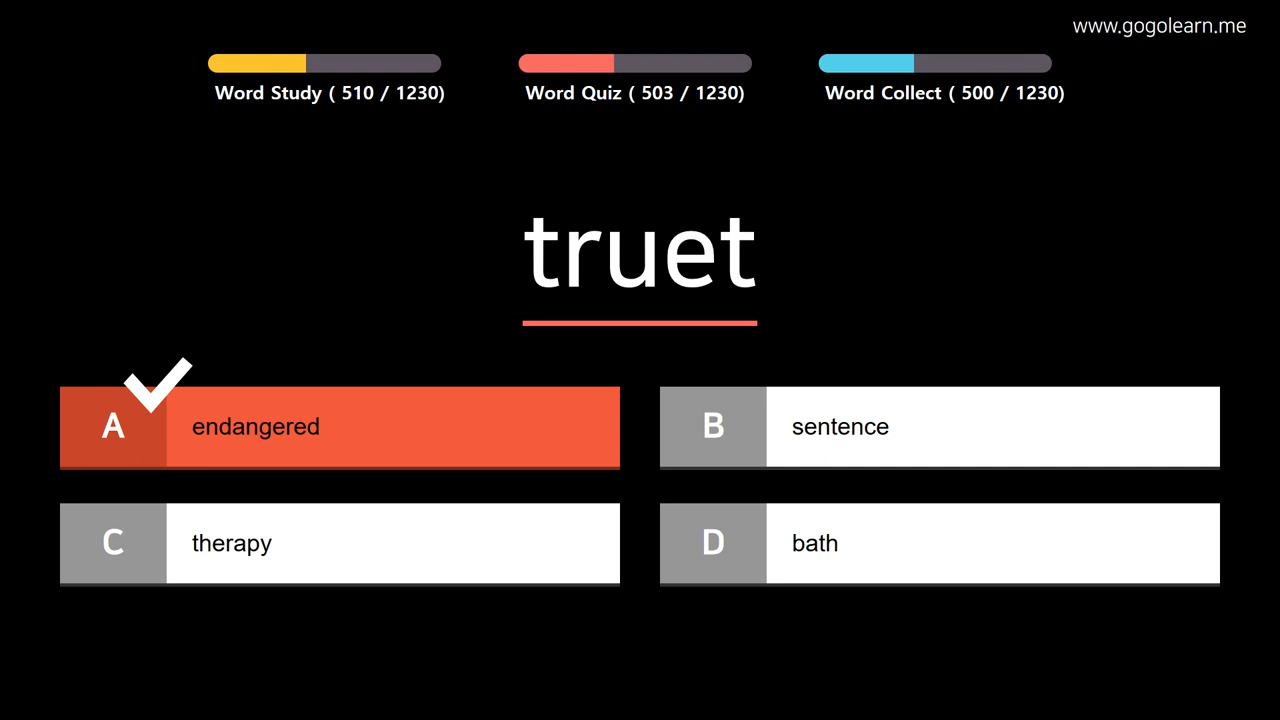 www.gogolearn.me
Word Study ( 510 / 1230)
Word Quiz ( 503 / 1230)
Word Collect ( 500 / 1230)
truet
A endangered
B sentence
C therapy
D bath